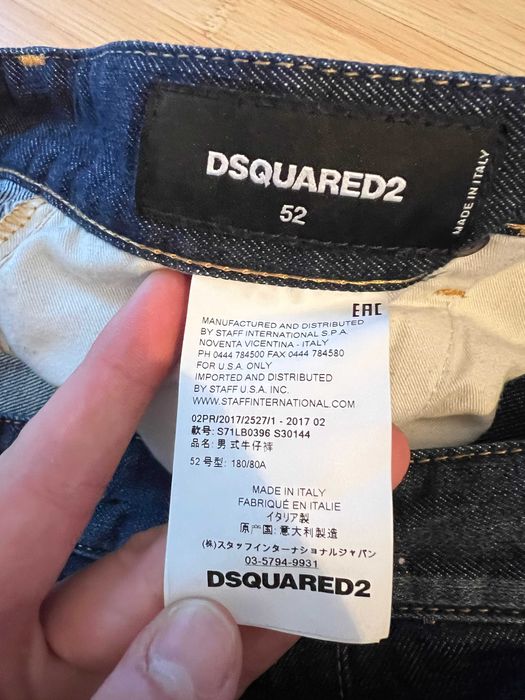 DSQUARED2
52
MADE IN ITALY
EAC
MANUFACTURED AND DISTRIBUTED
BY STAFF INTERNATIONAL S.P.A.
NOVENTA VICENTINA - ITALY
PH 0444 784500 FAX 0444 784580
FOR U.S.A. ONLY
IMPORTED AND DISTRIBUTED
BY STAFF U.S.A. INC.
WWW.STAFFINTERNATIONAL.COM
02PR/2017/2527/1 - 2017 02
款号: S71LB0396 S30144
品名: 男式牛仔裤
52 号型: 180/80A
MADE IN ITALY
FABRIQUÉ EN ITALIE
イタリア製
原产国: 意大利製造
(株)スタッフインターナショナルジャパン
03-5794-9931
DSQUARED2